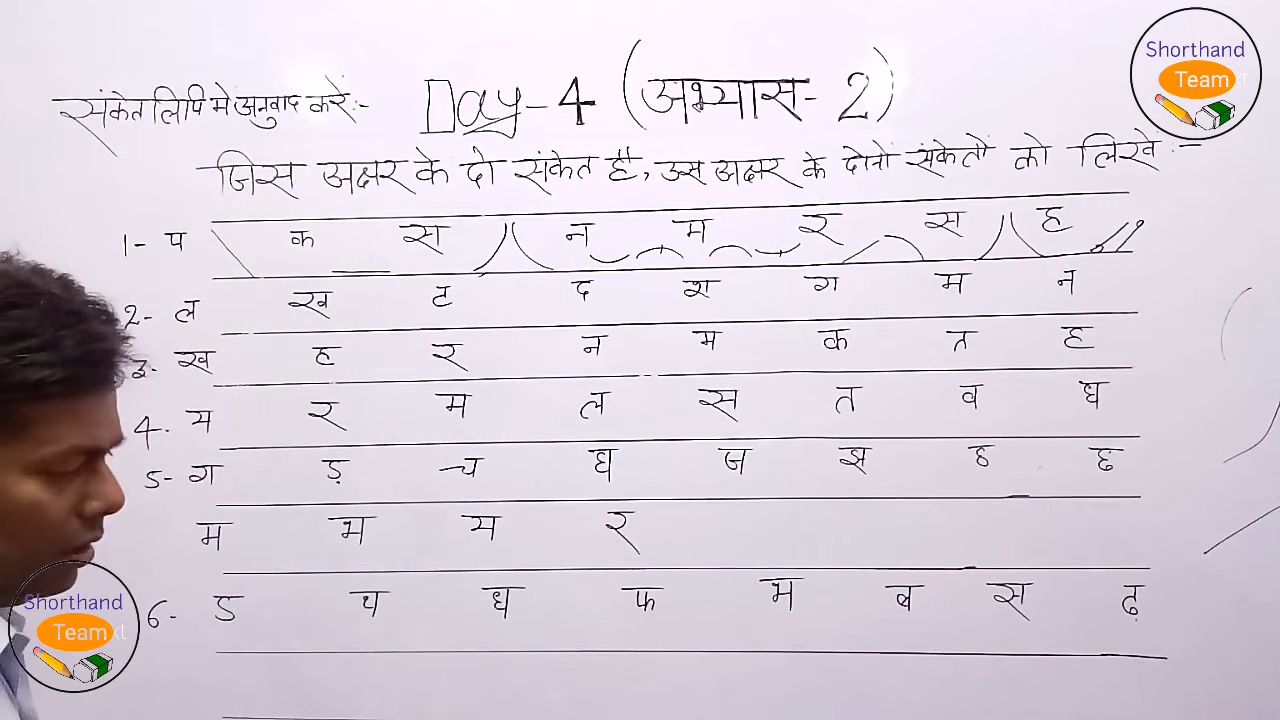 Shorthand
Team
Day-4 (अभ्यास-2)
संकेत लिपि में अनुवाद करें:-
जिस अक्षर के दो संकेत है, उस अक्षर के दोनों संकेतों को लिखे:-
1- प क स न म र स ह
2- ल ख ट द श ग म न
3- ख ह र न म क त ह
4. य र म ल स त व घ
5- ग ड़ च घ ज झ ठ ढ
म भ य र
6- ड य घ फ म ब स ढ़
Shorthand
Team